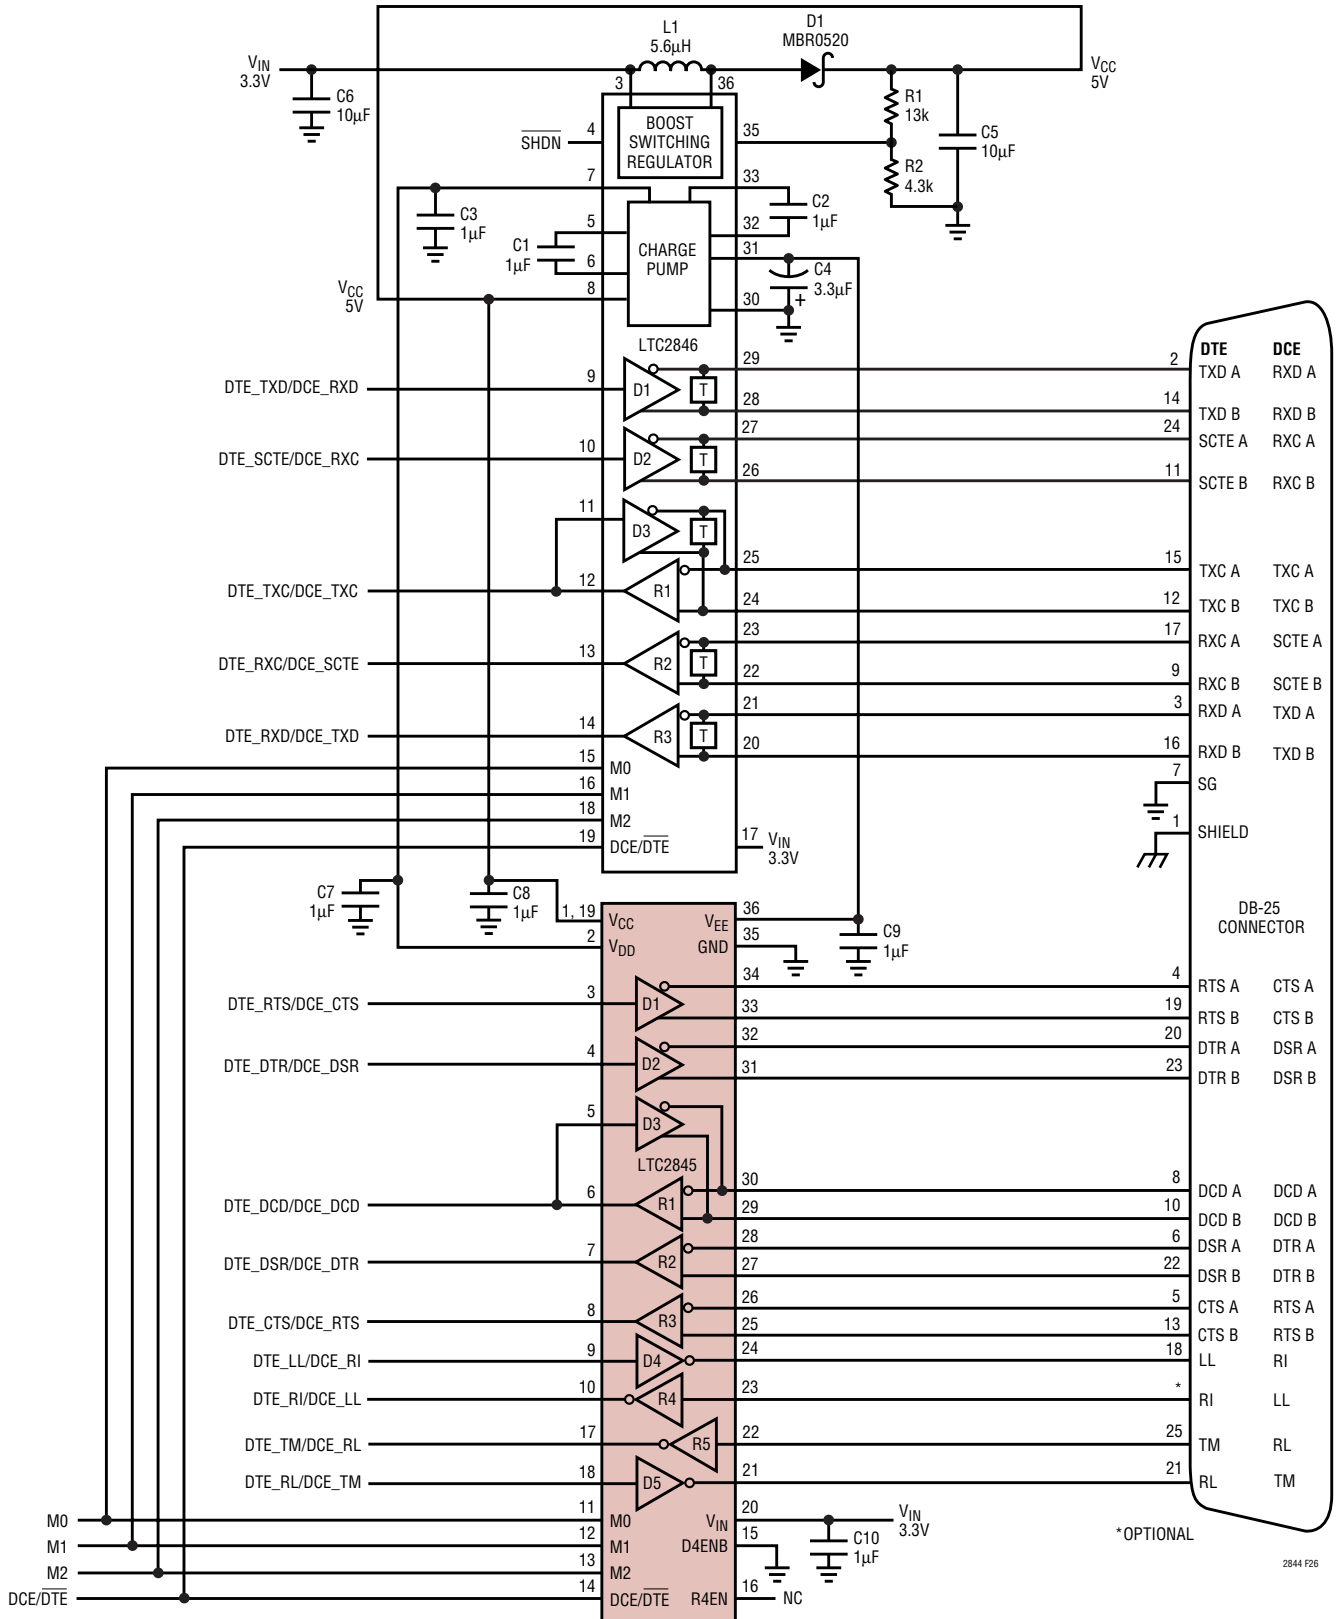 L1
5.6µH
D1
MBR0520
VIN
3.3V
3
36
VCC
5V
C6
10µF
R1
13k
C5
10µF
R2
4.3k
SHDN
4
BOOST
SWITCHING
REGULATOR
35
7
33
C3
1µF
C2
1µF
5
32
C1
1µF
CHARGE
PUMP
31
6
C4
3.3µF
+
VCC
5V
8
30
LTC2846
DTE_TXD/DCE_RXD
9
D1
T
29
28
DTE_SCTE/DCE_RXC
10
D2
T
27
26
11
D3
T
25
DTE_TXC/DCE_TXC
12
R1
24
DTE_RXC/DCE_SCTE
13
R2
T
23
22
DTE_RXD/DCE_TXD
14
R3
T
21
20
15
M0
16
M1
18
M2
19
DCE/DTE
17
VIN
3.3V
DTE DCE
2 TXD A RXD A
14 TXD B RXD B
24 SCTE A RXC A
11 SCTE B RXC B
15 TXC A TXC A
12 TXC B TXC B
17 RXC A SCTE A
9 RXC B SCTE B
3 RXD A TXD A
16 RXD B TXD B
7 SG
1 SHIELD
DB-25
CONNECTOR
C7
1µF
C8
1µF
1, 19
VCC
2
VDD
VEE
36
GND
35
C9
1µF
DTE_RTS/DCE_CTS
3
D1
34
33
DTE_DTR/DCE_DSR
4
D2
32
31
5
D3
LTC2845
DTE_DCD/DCE_DCD
6
R1
30
29
DTE_DSR/DCE_DTR
7
R2
28
27
DTE_CTS/DCE_RTS
8
R3
26
25
DTE_LL/DCE_RI
9
D4
24
DTE_RI/DCE_LL
10
R4
23
DTE_TM/DCE_RL
17
R5
22
DTE_RL/DCE_TM
18
D5
21
4 RTS A CTS A
19 RTS B CTS B
20 DTR A DSR A
23 DTR B DSR B
8 DCD A DCD A
10 DCD B DCD B
6 DSR A DTR A
22 DSR B DTR B
5 CTS A RTS A
13 CTS B RTS B
18 LL RI
* RI LL
25 TM RL
21 RL TM
M0
11
M0
VIN
20
VIN
3.3V
M1
12
M1
D4ENB
15
C10
1µF
M2
13
M2
DCE/DTE
14
DCE/DTE
R4EN
16
NC
*OPTIONAL
2844 F26